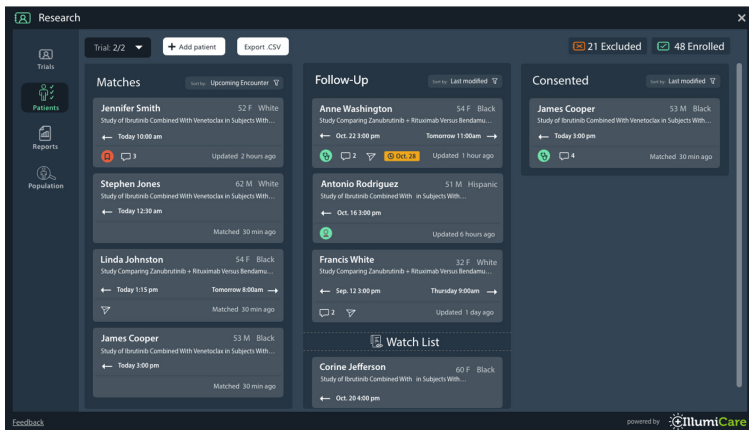 Research
Trials
Patients
Reports
Population
Trial: 2/2
Add patient
Export .CSV
21 Excluded
48 Enrolled
Matches
Sort by: Upcoming Encounter
Jennifer Smith 52 F White
Study of Ibrutinib Combined With Venetoclax in Subjects With...
Today 10:00 am
3 Updated 2 hours ago
Stephen Jones 62 M White
Study of Ibrutinib Combined With Venetoclax in Subjects With...
Today 12:30 am
Matched 30 min ago
Linda Johnston 54 F Black
Study Comparing Zanubrutinib + Rituximab Versus Bendamu...
Today 1:15 pm Tomorrow 8:00am
Matched 30 min ago
James Cooper 53 M Black
Study of Ibrutinib Combined With Venetoclax in Subjects With...
Today 3:00 pm
Matched 30 min ago
Follow-Up
Sort by: Last modified
Anne Washington 54 F Black
Study Comparing Zanubrutinib + Rituximab Versus Bendamu...
Oct. 22 3:00 pm Tomorrow 11:00am
2 Oct. 28 Updated 1 hour ago
Antonio Rodriguez 51 M Hispanic
Study of Ibrutinib Combined With in Subjects With...
Oct. 16 3:00 pm
Updated 6 hours ago
Francis White 32 F White
Study Comparing Zanubrutinib + Rituximab Versus Bendamu...
Sep. 12 3:00 pm Thursday 9:00am
2 Updated 1 day ago
Watch List
Corine Jefferson 60 F Black
Study of Ibrutinib Combined With in Subjects With...
Oct. 20 4:00 pm
Consented
Sort by: Last modified
James Cooper 53 M Black
Study of Ibrutinib Combined With Venetoclax in Subjects With...
Today 3:00 pm
4 Matched 30 min ago
Feedback
powered by IllumiCare